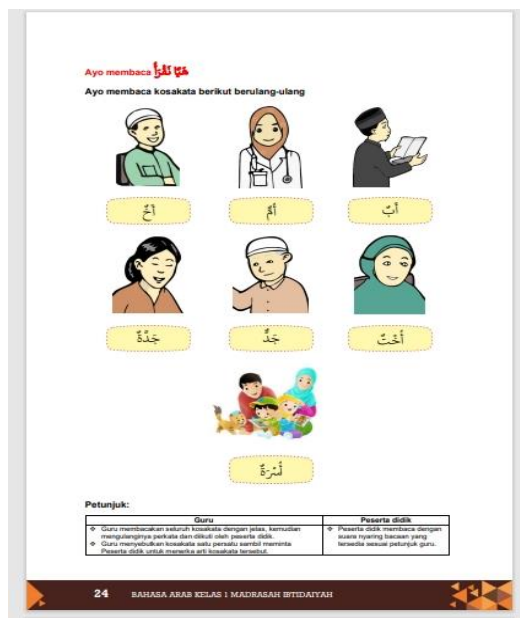 Ayo membaca هَيَّا نَقْرَأْ
Ayo membaca kosakata berikut berulang-ulang
أَخٌ أُمٌّ أَبٌ
جَدَّةٌ جَدٌّ أُخْتٌ
أُسْرَةٌ
Petunjuk:
Guru Peserta didik
❖ Guru membacakan seluruh kosakata dengan jelas, kemudian
mengulanginya perkata dan diikuti oleh peserta didik.
❖ Guru menyebutkan kosakata satu persatu sambil meminta
Peserta didik untuk menerka arti kosakata tersebut.
❖ Peserta didik membaca dengan
suara nyaring bacaan yang
tersedia sesuai petunjuk guru.
24 BAHASA ARAB KELAS 1 MADRASAH IBTIDAIYAH